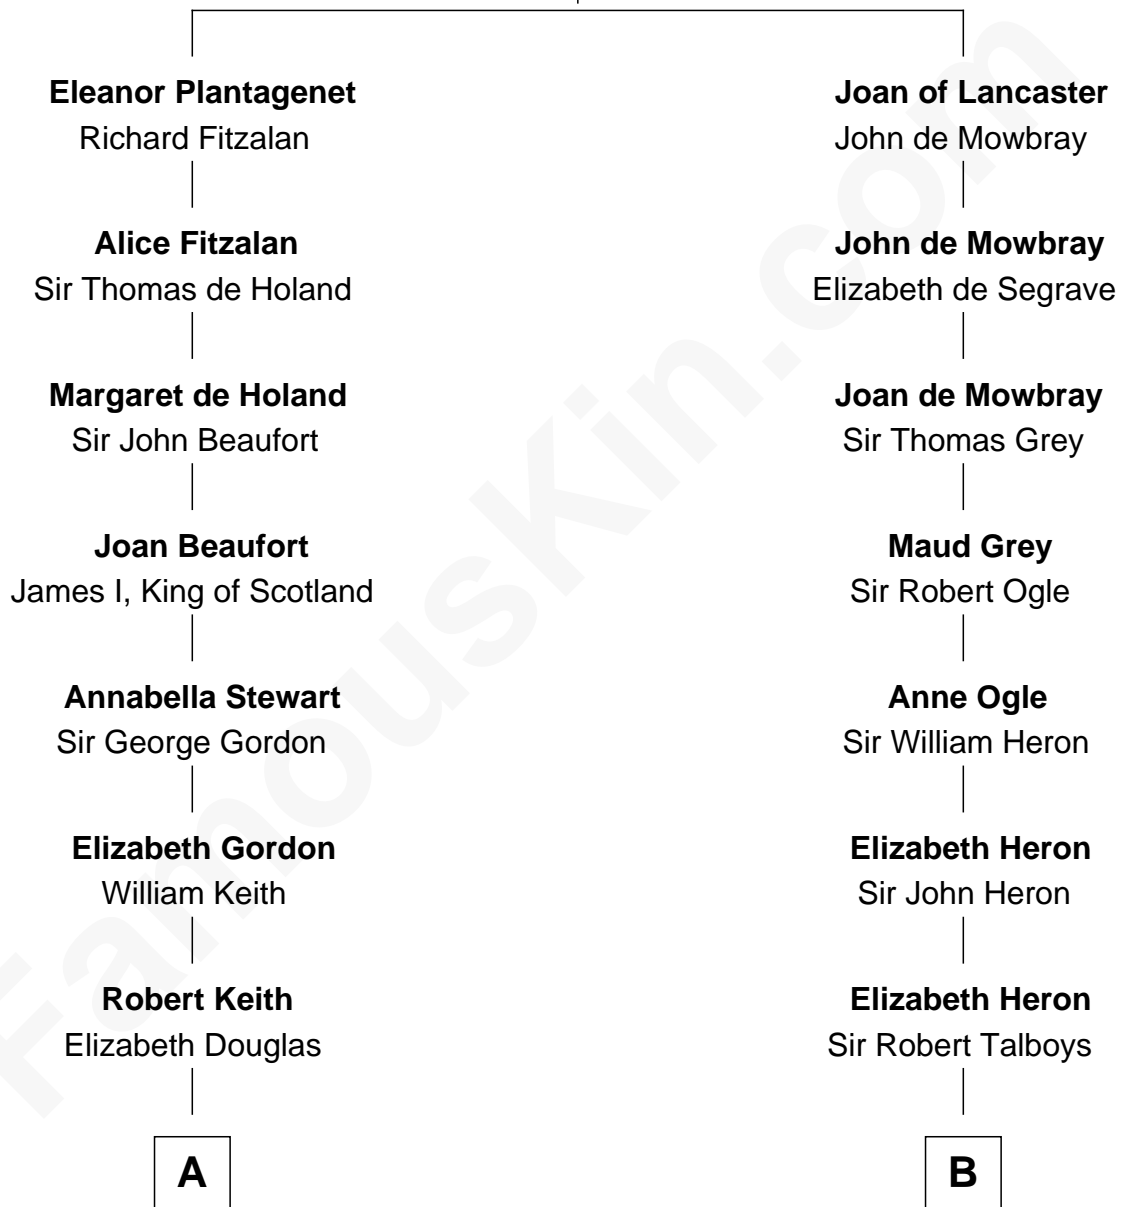 Eleanor Plantagenet
Richard Fitzalan
Alice Fitzalan
Sir Thomas de Holand
Margaret de Holand
Sir John Beaufort
Joan Beaufort
James I, King of Scotland
Annabella Stewart
Sir George Gordon
Elizabeth Gordon
William Keith
Robert Keith
Elizabeth Douglas
A
Joan of Lancaster
John de Mowbray
John de Mowbray
Elizabeth de Segrave
Joan de Mowbray
Sir Thomas Grey
Maud Grey
Sir Robert Ogle
Anne Ogle
Sir William Heron
Elizabeth Heron
Sir John Heron
Elizabeth Heron
Sir Robert Talboys
B
FamousKin.com